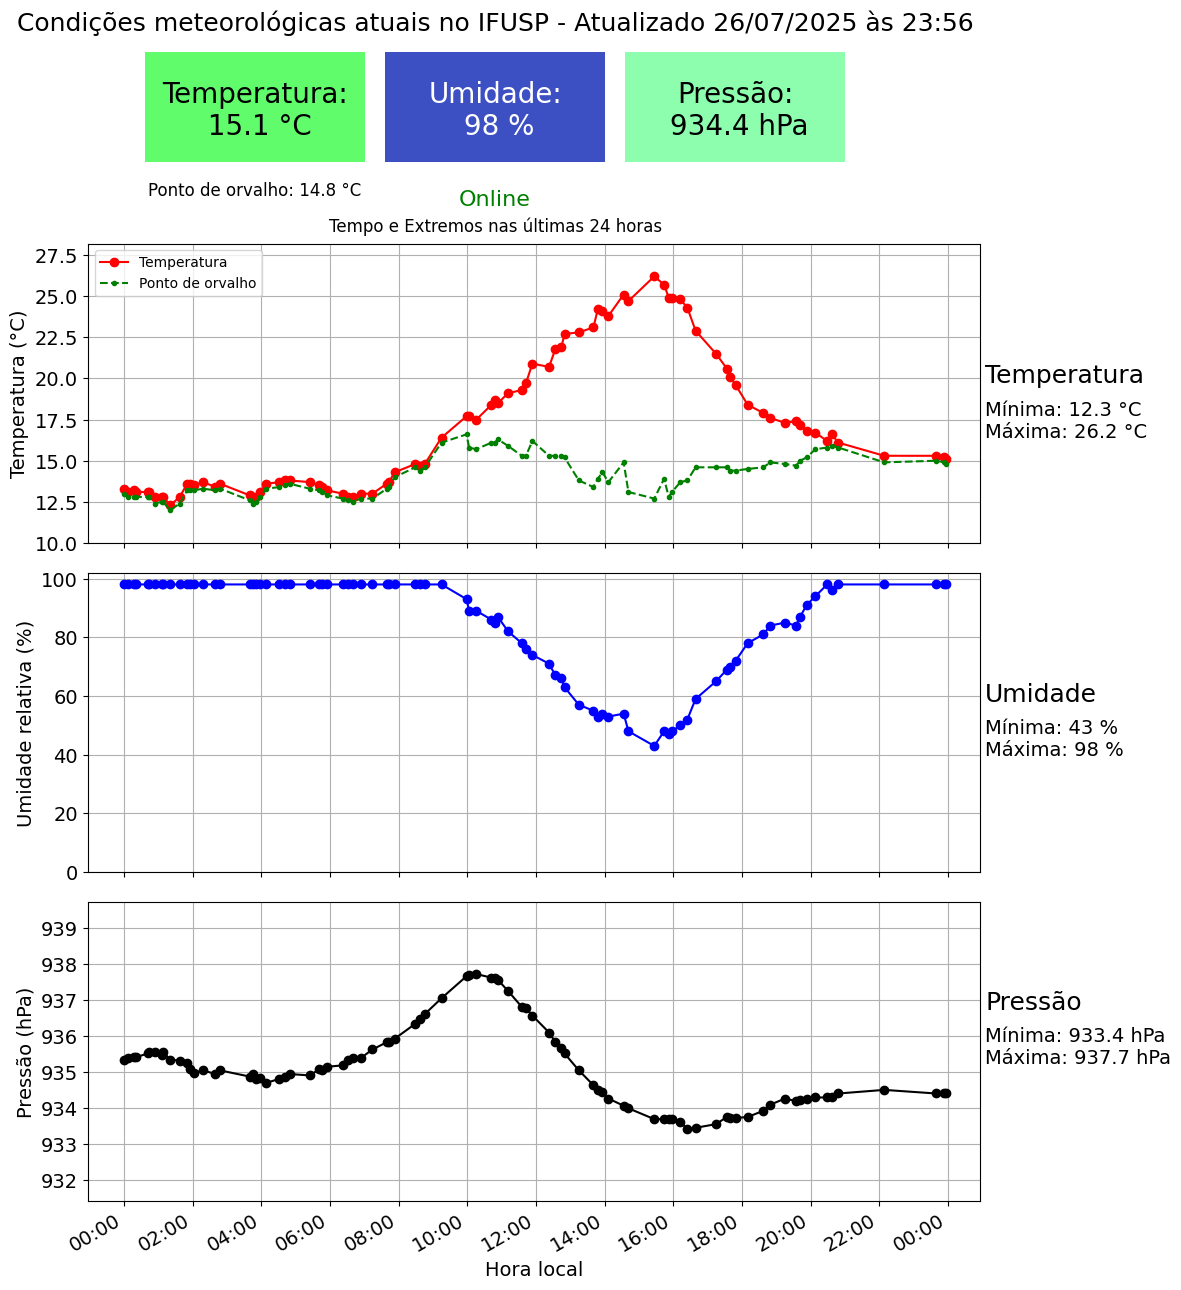 Condições meteorológicas atuais no IFUSP - Atualizado 26/07/2025 às 23:56
Temperatura:
15.1 °C
Umidade:
98 %
Pressão:
934.4 hPa
Ponto de orvalho: 14.8 °C
Online
Tempo e Extremos nas últimas 24 horas
Temperatura (°C)
27.5
25.0
22.5
20.0
17.5
15.0
12.5
10.0
Temperatura
Ponto de orvalho
Temperatura
Mínima: 12.3 °C
Máxima: 26.2 °C
Umidade relativa (%)
100
80
60
40
20
0
Umidade
Mínima: 43 %
Máxima: 98 %
Pressão (hPa)
939
938
937
936
935
934
933
932
Pressão
Mínima: 933.4 hPa
Máxima: 937.7 hPa
00:00
02:00
04:00
06:00
08:00
10:00
12:00
14:00
16:00
18:00
20:00
22:00
00:00
Hora local